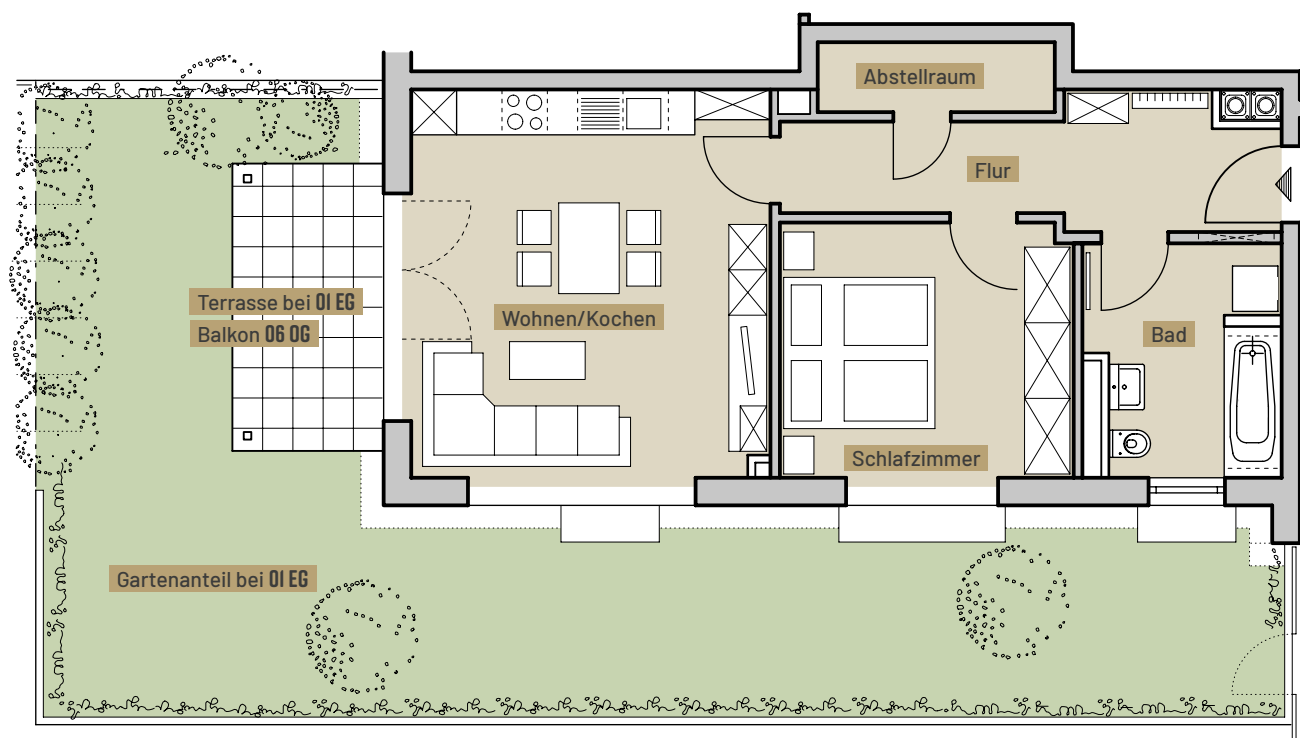 Abstellraum
Flur
Terrasse bei 01 EG
Balkon 06 OG
Wohnen/Kochen
Bad
Schlafzimmer
Gartenanteil bei 01 EG